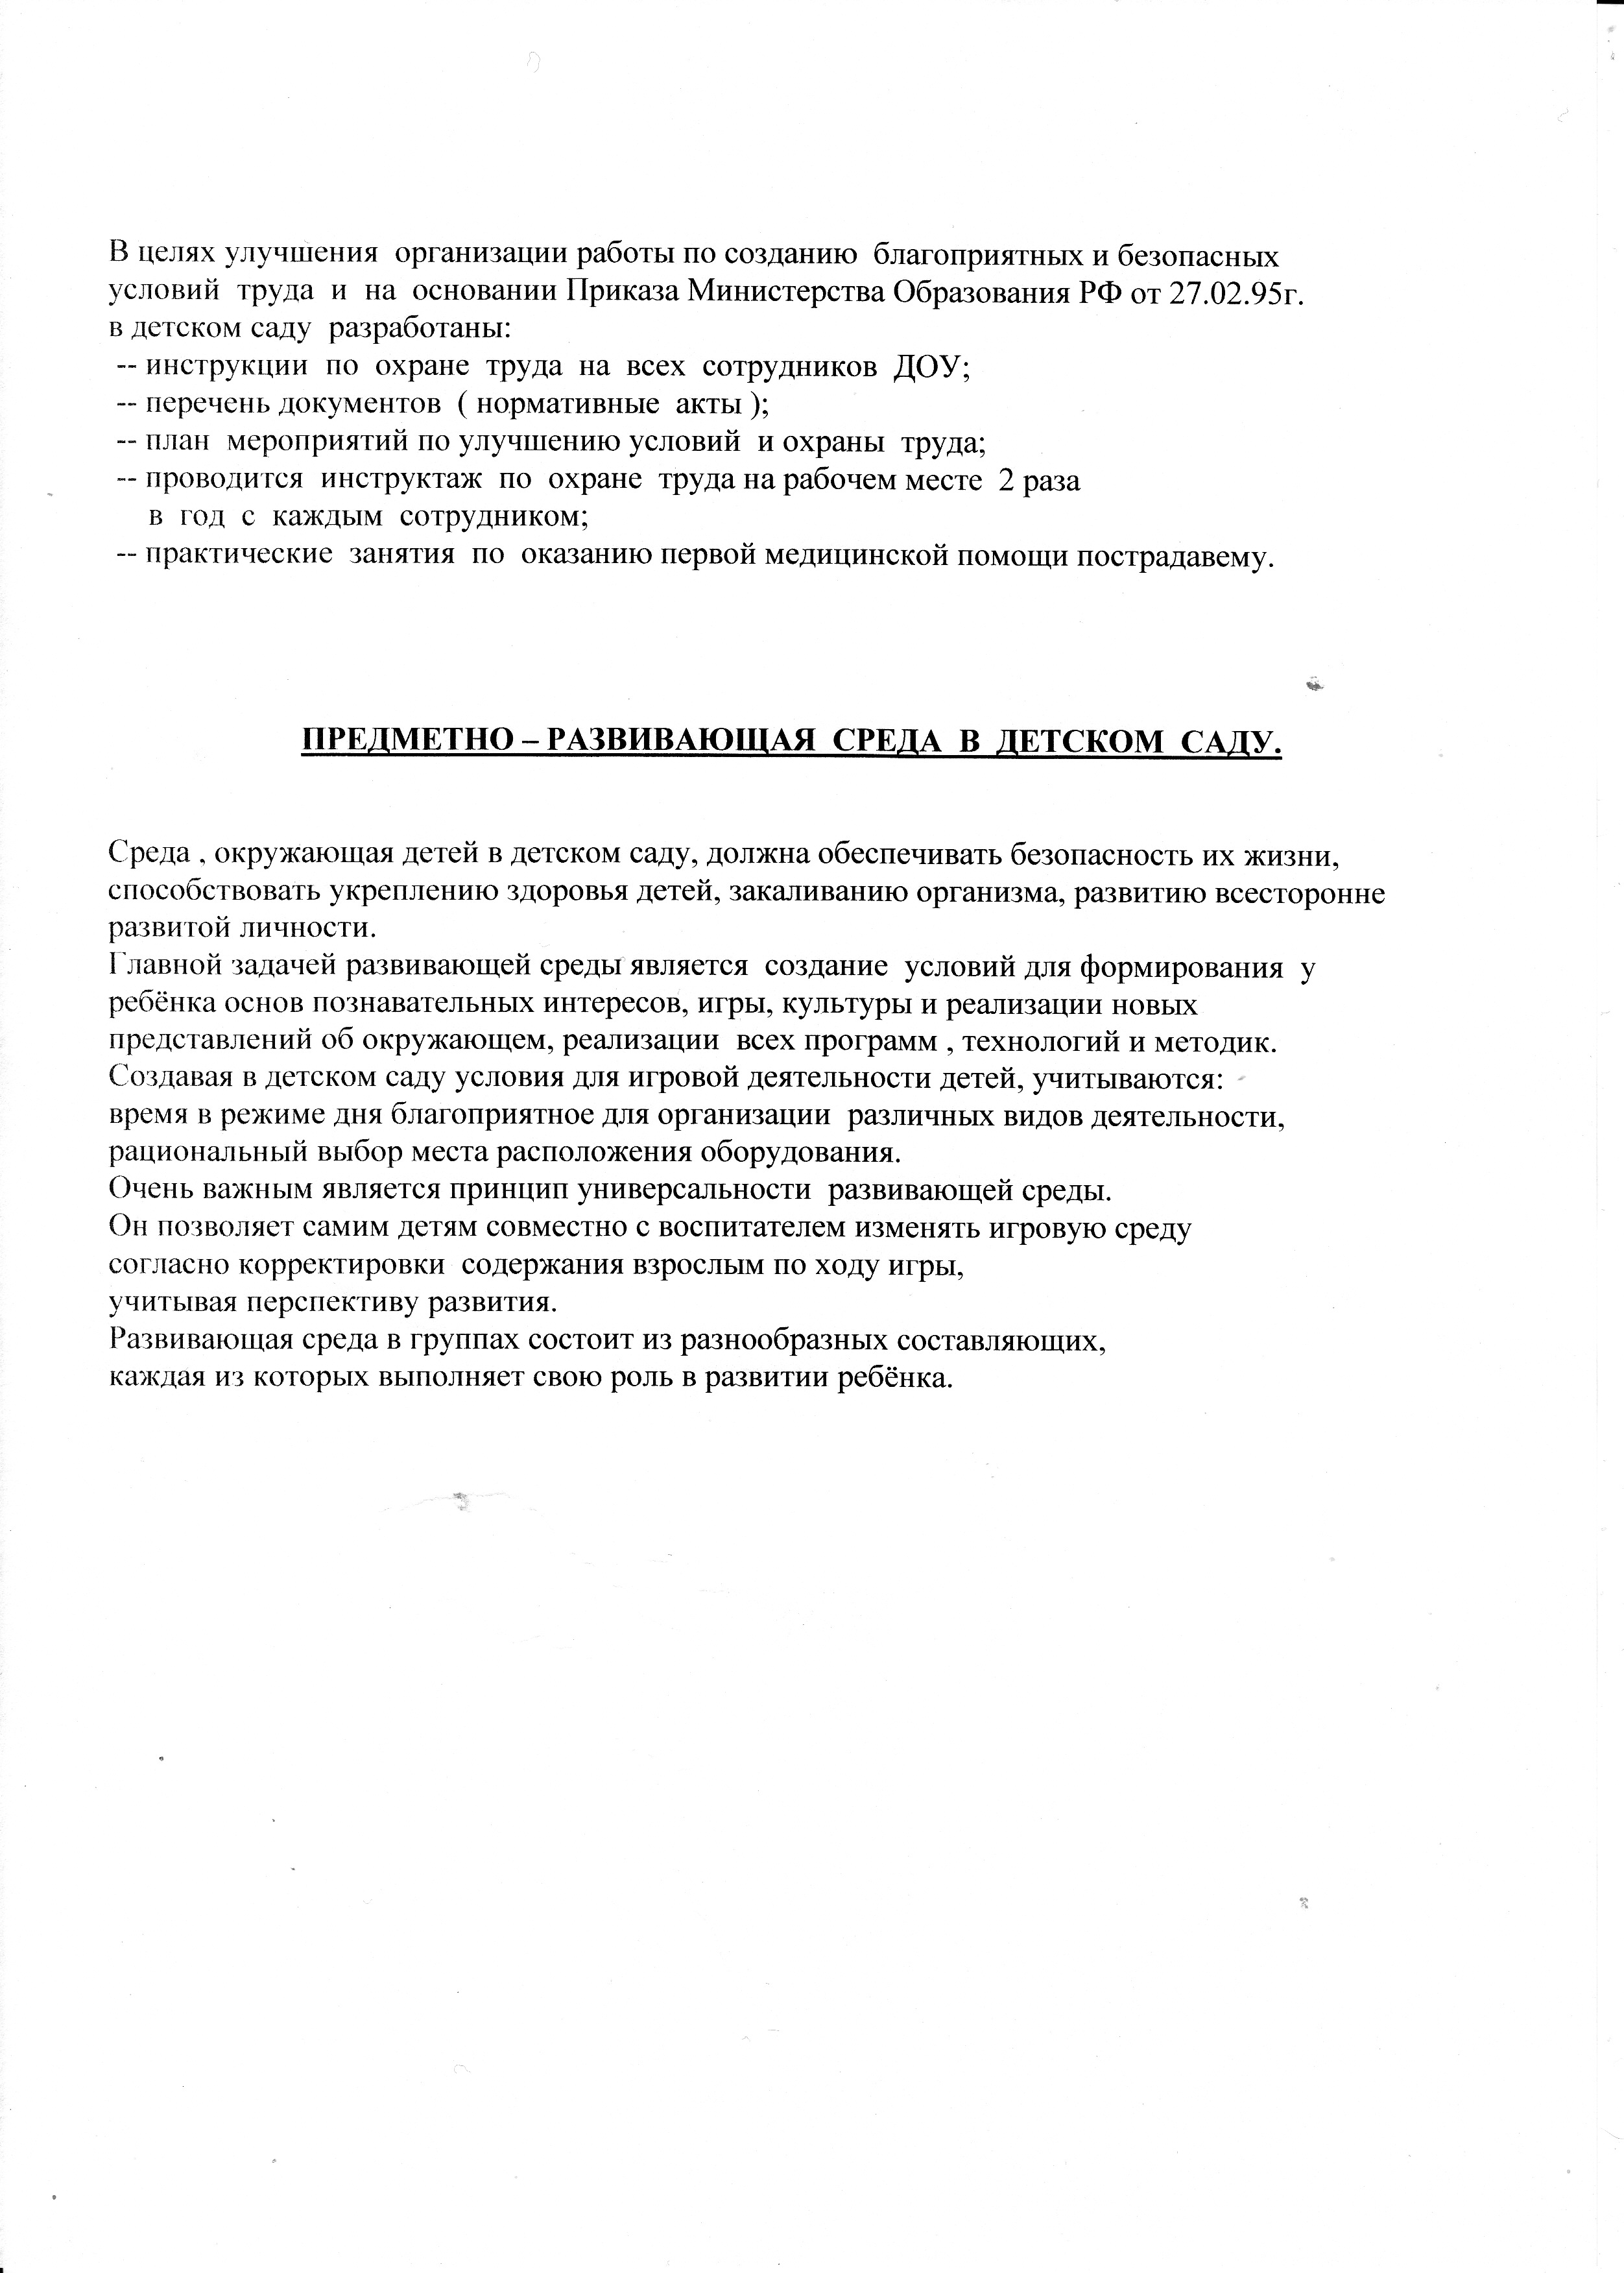 В целях улучшения организации работы по созданию благоприятных и безопасных
условий труда и на основании Приказа Министерства Образования РФ от 27.02.95г.
в детском саду разработаны:
-- инструкции по охране труда на всех сотрудников ДОУ;
-- перечень документов ( нормативные акты );
-- план мероприятий по улучшению условий и охраны труда;
-- проводится инструктаж по охране труда на рабочем месте 2 раза
в год с каждым сотрудником;
-- практические занятия по оказанию первой медицинской помощи пострадавему.
ПРЕДМЕТНО – РАЗВИВАЮЩАЯ СРЕДА В ДЕТСКОМ САДУ.
Среда , окружающая детей в детском саду, должна обеспечивать безопасность их жизни,
способствовать укреплению здоровья детей, закаливанию организма, развитию всесторонне
развитой личности.
Главной задачей развивающей среды является создание условий для формирования у
ребёнка основ познавательных интересов, игры, культуры и реализации новых
представлений об окружающем, реализации всех программ , технологий и методик.
Создавая в детском саду условия для игровой деятельности детей, учитываются:
время в режиме дня благоприятное для организации различных видов деятельности,
рациональный выбор места расположения оборудования.
Очень важным является принцип универсальности развивающей среды.
Он позволяет самим детям совместно с воспитателем изменять игровую среду
согласно корректировки содержания взрослым по ходу игры,
учитывая перспективу развития.
Развивающая среда в группах состоит из разнообразных составляющих,
каждая из которых выполняет свою роль в развитии ребёнка.